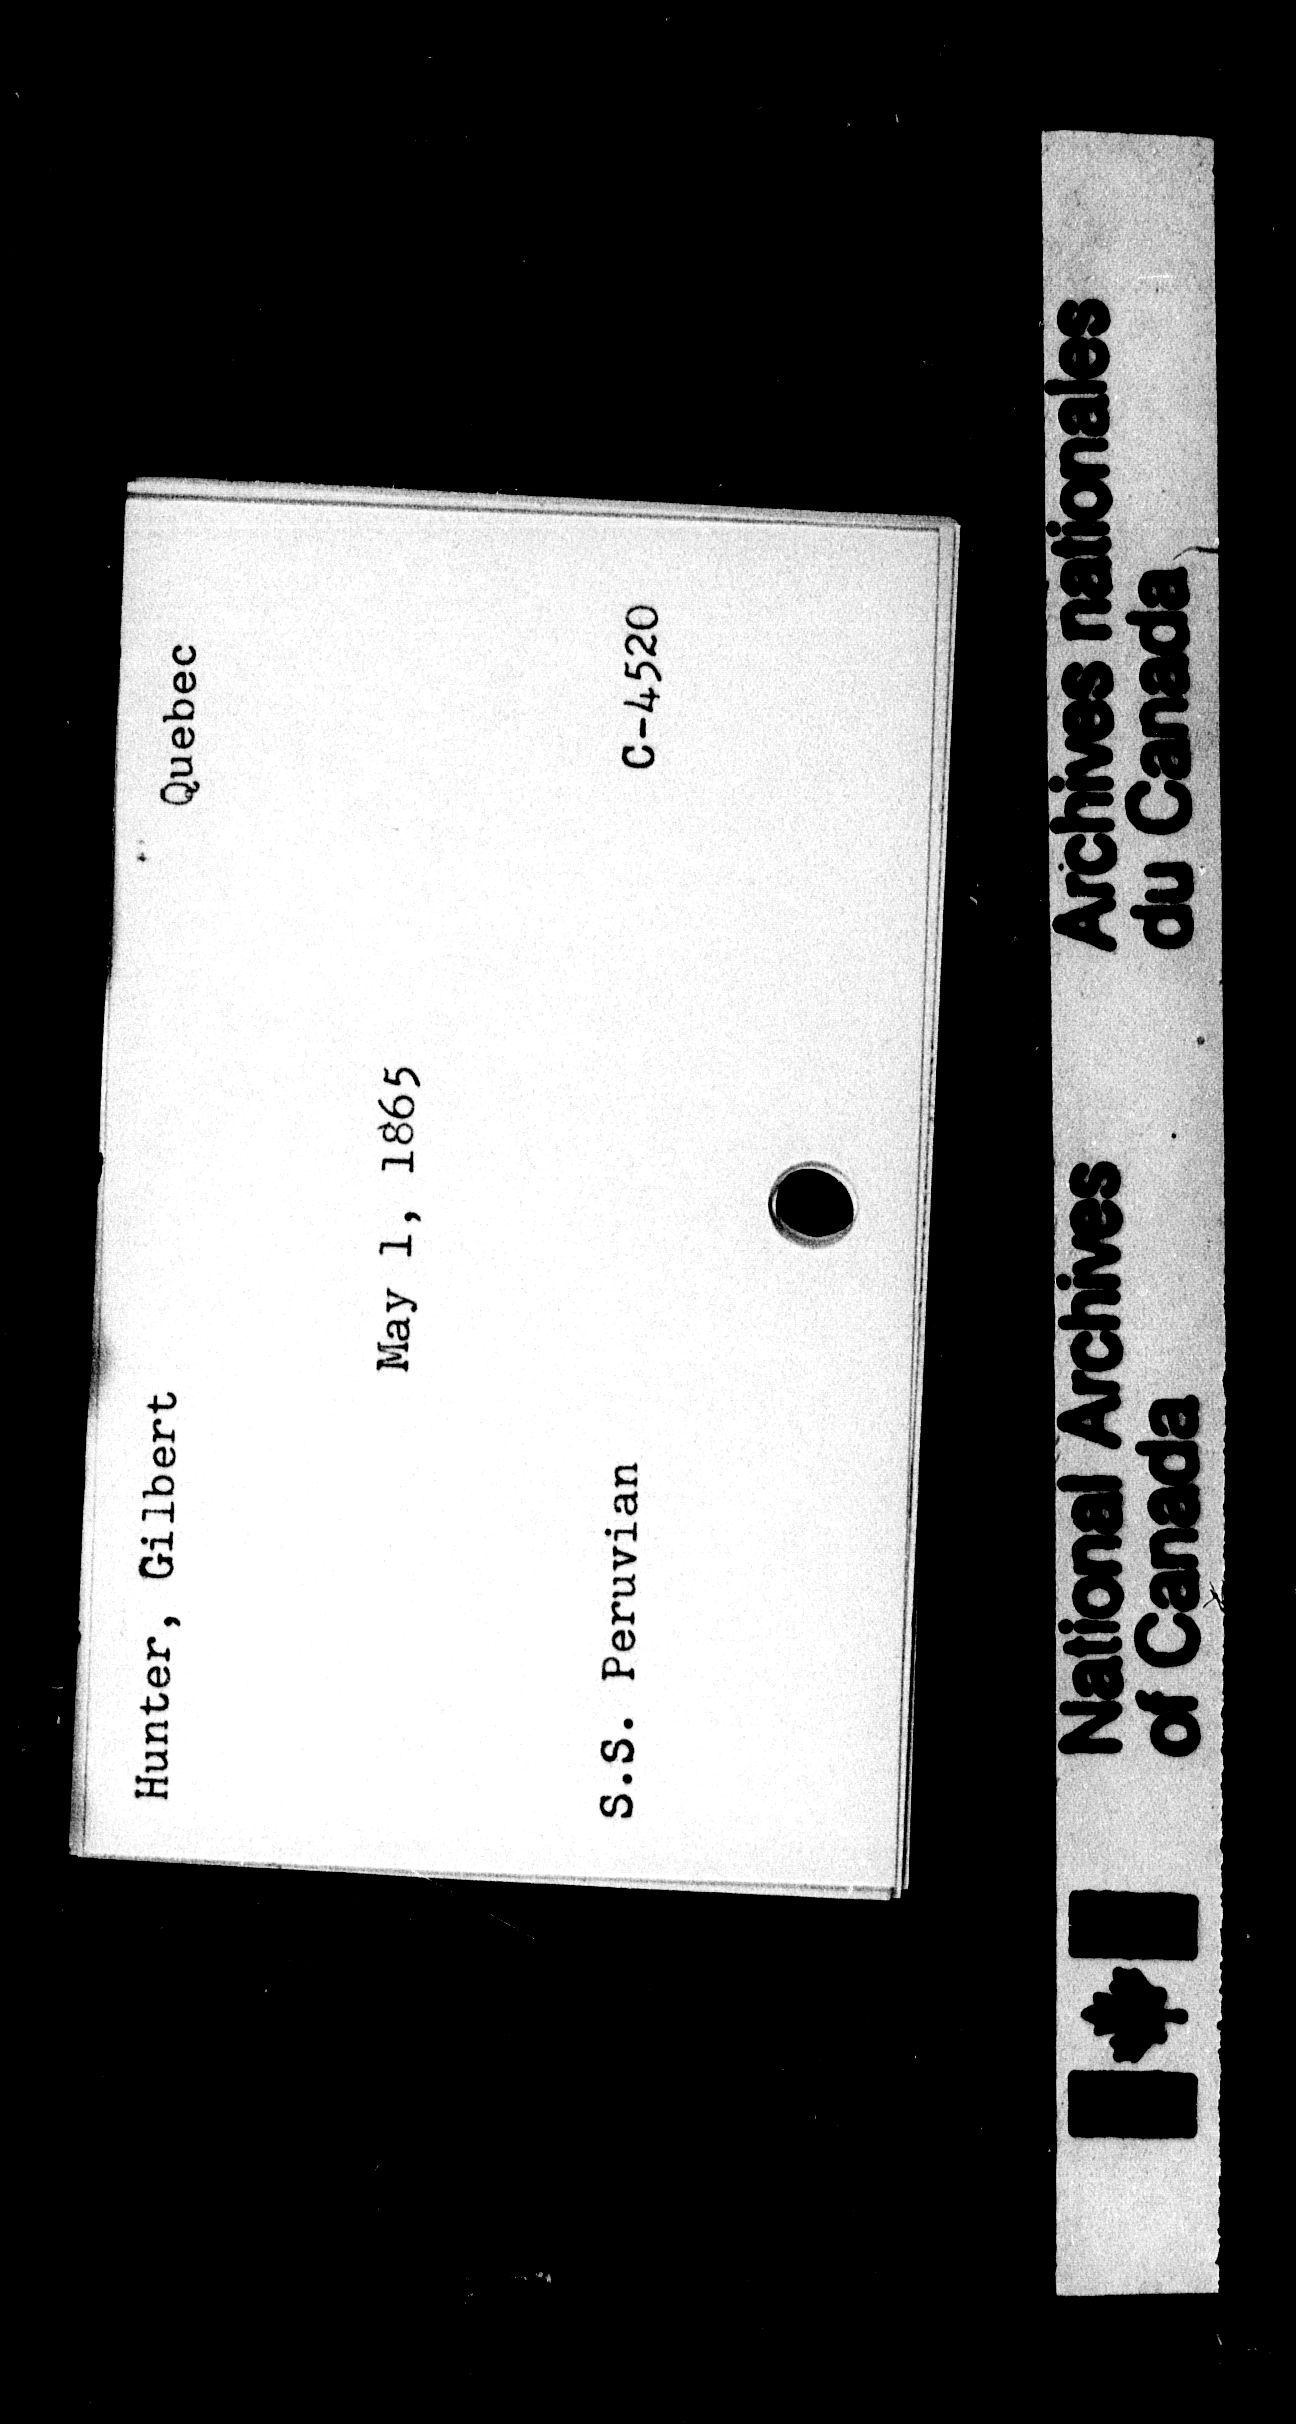 Hunter, Gilbert Quebec
May 1, 1865
S.S. Peruvian C-4520
National Archives
of Canada
Archives nationales
du Canada